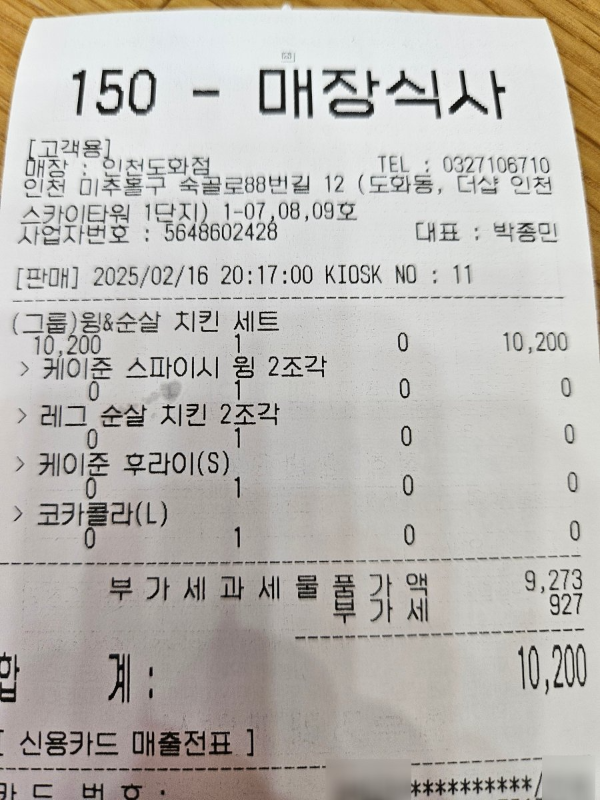 150 - 매장식사
[고객용]
매장 : 인천도화점 TEL : 0327106710
인천 미추홀구 숙골로88번길 12 (도화동, 더샵 인천
스카이타워 1단지) 1-07,08,09호
사업자번호 : 5648602428 대표 : 박종민
[판매] 2025/02/16 20:17:00 KIOSK NO : 11
(그룹)윙&순살 치킨 세트
10,200 1 0 10,200
> 케이준 스파이시 윙 2조각
0 1 0 0
> 레그 순살 치킨 2조각
0 1 0 0
> 케이준 후라이(S)
0 1 0 0
> 코카콜라(L)
0 1 0 0
부 가 세 과 세 물 품 가 액 9,273
부 가 세 927
합 계 : 10,200
[ 신용카드 매출전표 ]
카드 번호 : **********/